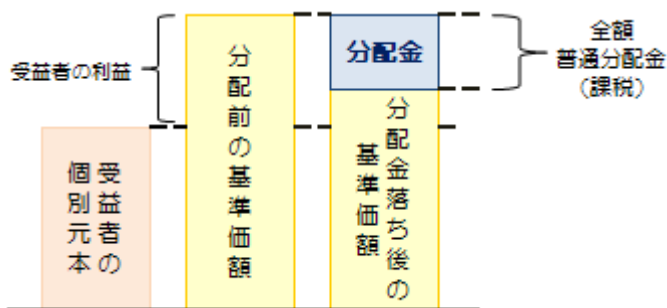 受益者の利益
受益者の
個別元本
分配前の基準価額
分配金
分配金落ち後の
基準価額
全額
普通分配金
(課税)